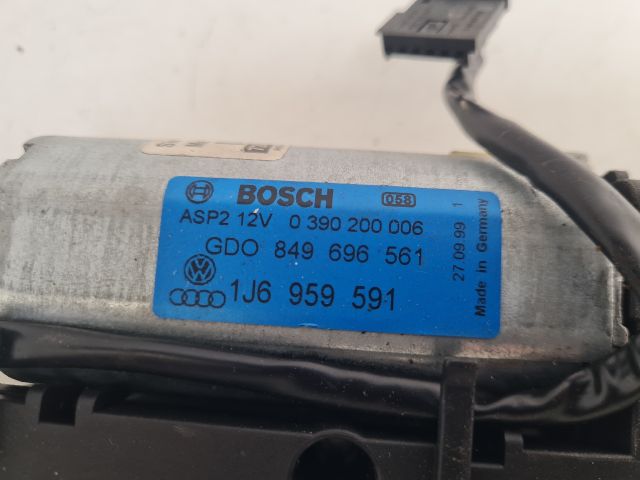 BOSCH 058
ASP2 12V 0 390 200 006
GDO 849 696 561
1J6 959 591
27 09 99 1
Made in Germany